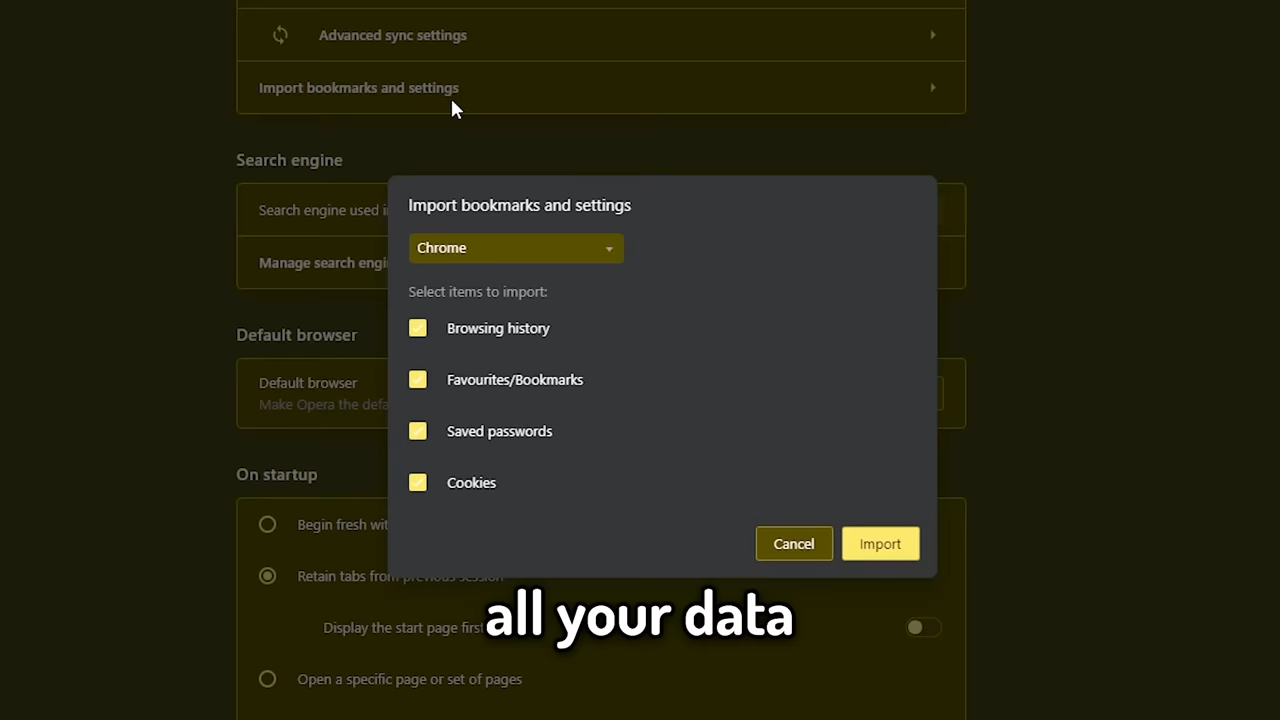 Advanced sync settings
Import bookmarks and settings
Search engine
Search engine used i
Manage search engi
Default browser
Default browser
Make Opera the defa
On startup
Begin fresh wit
Retain tabs from previous session
Display the start page first
Open a specific page or set of pages
Import bookmarks and settings
Chrome
Select items to import:
Browsing history
Favourites/Bookmarks
Saved passwords
Cookies
Cancel
Import
all your data